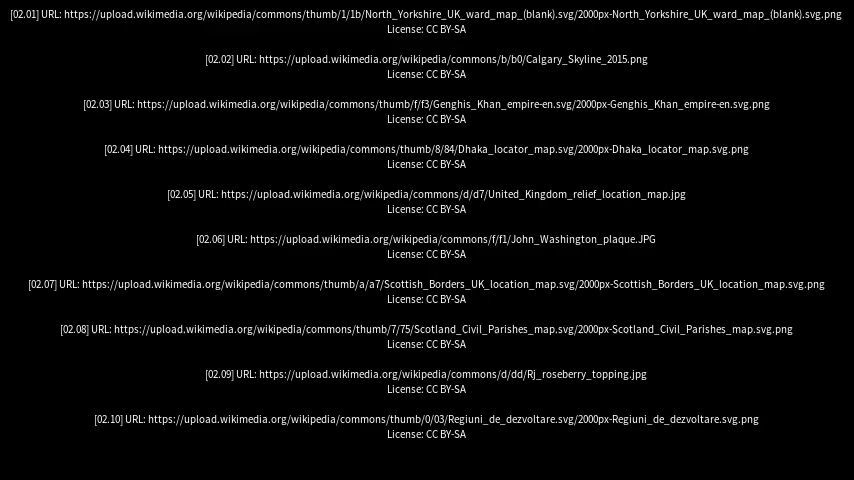 [02.01] URL: https://upload.wikimedia.org/wikipedia/commons/thumb/1/1b/North_Yorkshire_UK_ward_map_(blank).svg/2000px-North_Yorkshire_UK_ward_map_(blank).svg.png
License: CC BY-SA
[02.02] URL: https://upload.wikimedia.org/wikipedia/commons/b/b0/Calgary_Skyline_2015.png
License: CC BY-SA
[02.03] URL: https://upload.wikimedia.org/wikipedia/commons/thumb/f/f3/Genghis_Khan_empire-en.svg/2000px-Genghis_Khan_empire-en.svg.png
License: CC BY-SA
[02.04] URL: https://upload.wikimedia.org/wikipedia/commons/thumb/8/84/Dhaka_locator_map.svg/2000px-Dhaka_locator_map.svg.png
License: CC BY-SA
[02.05] URL: https://upload.wikimedia.org/wikipedia/commons/d/d7/United_Kingdom_relief_location_map.jpg
License: CC BY-SA
[02.06] URL: https://upload.wikimedia.org/wikipedia/commons/f/f1/John_Washington_plaque.JPG
License: CC BY-SA
[02.07] URL: https://upload.wikimedia.org/wikipedia/commons/thumb/a/a7/Scottish_Borders_UK_location_map.svg/2000px-Scottish_Borders_UK_location_map.svg.png
License: CC BY-SA
[02.08] URL: https://upload.wikimedia.org/wikipedia/commons/thumb/7/75/Scotland_Civil_Parishes_map.svg/2000px-Scotland_Civil_Parishes_map.svg.png
License: CC BY-SA
[02.09] URL: https://upload.wikimedia.org/wikipedia/commons/d/dd/Rj_roseberry_topping.jpg
License: CC BY-SA
[02.10] URL: https://upload.wikimedia.org/wikipedia/commons/thumb/0/03/Regiuni_de_dezvoltare.svg/2000px-Regiuni_de_dezvoltare.svg.png
License: CC BY-SA